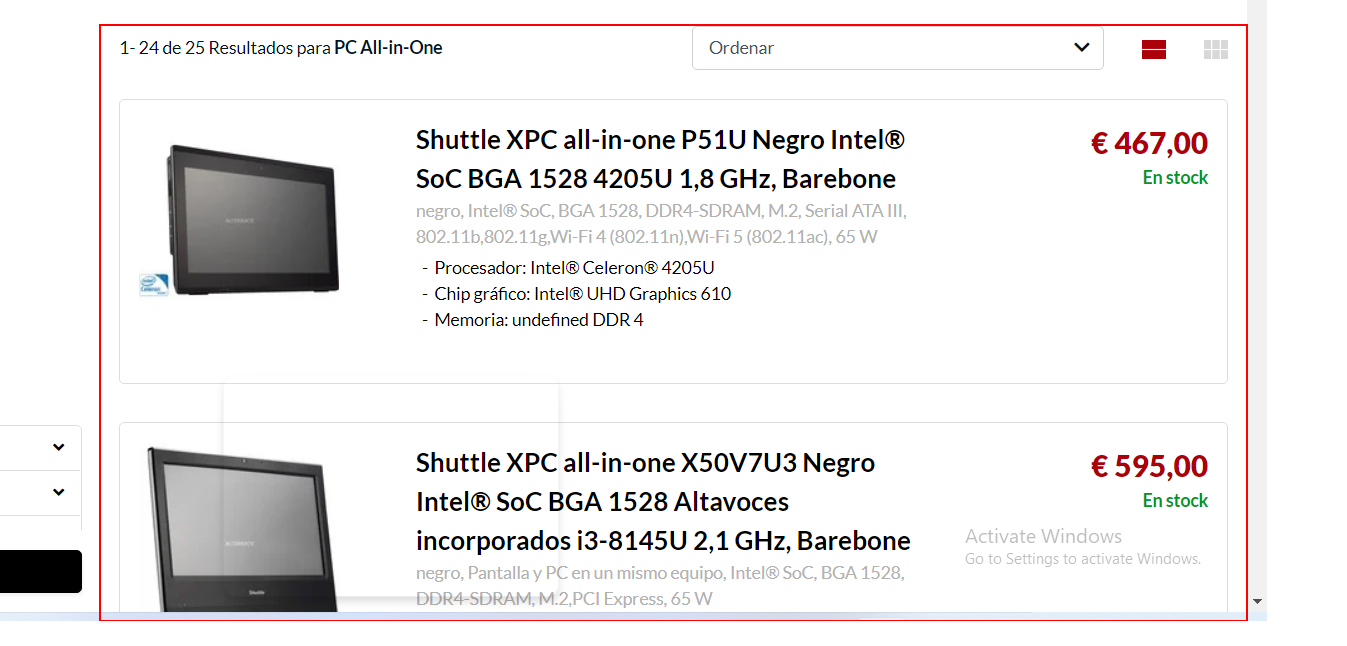 1- 24 de 25 Resultados para PC All-in-One
Ordenar
Shuttle XPC all-in-one P51U Negro Intel®
SoC BGA 1528 4205U 1,8 GHz, Barebone
€ 467,00
En stock
negro, Intel® SoC, BGA 1528, DDR4-SDRAM, M.2, Serial ATA III,
802.11b,802.11g,Wi-Fi 4 (802.11n),Wi-Fi 5 (802.11ac), 65 W
- Procesador: Intel® Celeron® 4205U
- Chip gráfico: Intel® UHD Graphics 610
- Memoria: undefined DDR 4
ALTERNATE
Celeron
Shuttle XPC all-in-one X50V7U3 Negro
Intel® SoC BGA 1528 Altavoces
incorporados i3-8145U 2,1 GHz, Barebone
€ 595,00
En stock
negro, Pantalla y PC en un mismo equipo, Intel® SoC, BGA 1528,
DDR4-SDRAM, M.2,PCI Express, 65 W
ALTERNATE
Shuttle
Activate Windows
Go to Settings to activate Windows.